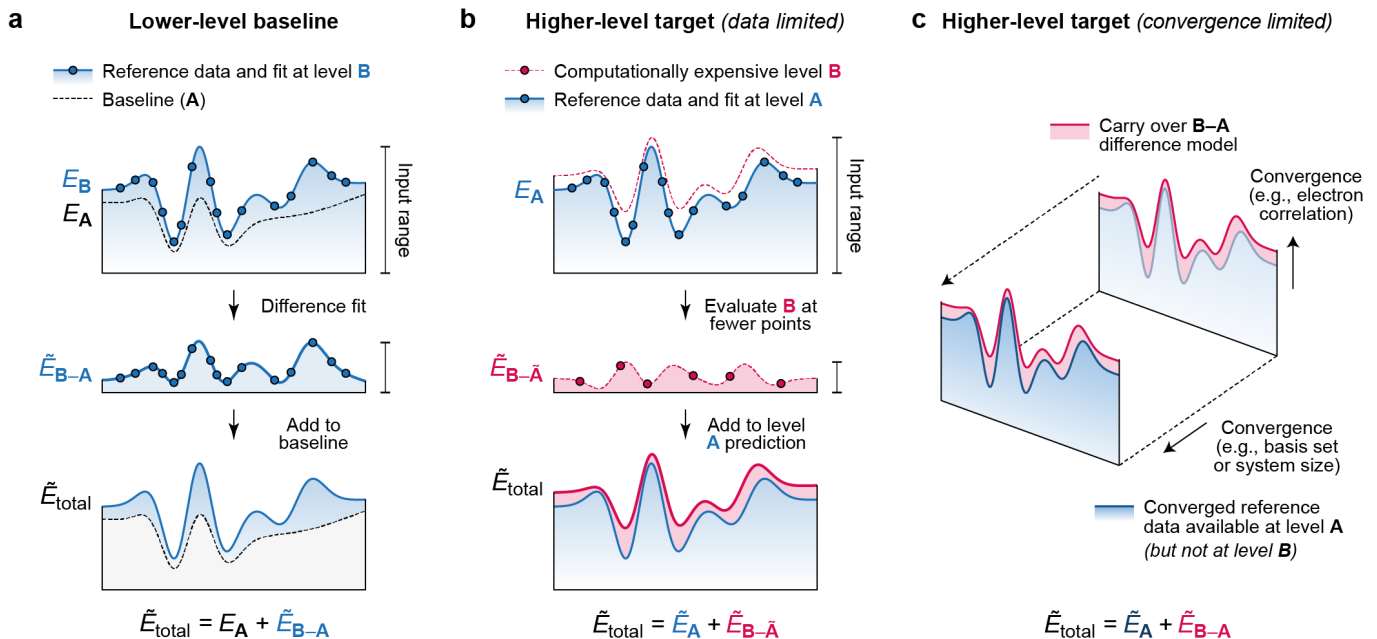 a Lower-level baseline
Reference data and fit at level B
Baseline (A)
E_B
E_A
Input range
Difference fit
Ẽ_B–A
Add to
baseline
Ẽ_total
Ẽ_total = E_A + Ẽ_B–A
b Higher-level target (data limited)
Computationally expensive level B
Reference data and fit at level A
E_A
Input range
Evaluate B at
fewer points
Ẽ_B–Ã
Add to level
A prediction
Ẽ_total
Ẽ_total = Ẽ_A + Ẽ_B–Ã
c Higher-level target (convergence limited)
Carry over B–A
difference model
Convergence
(e.g., electron
correlation)
Convergence
(e.g., basis set
or system size)
Converged reference
data available at level A
(but not at level B)
Ẽ_total = Ẽ_A + Ẽ_B–A